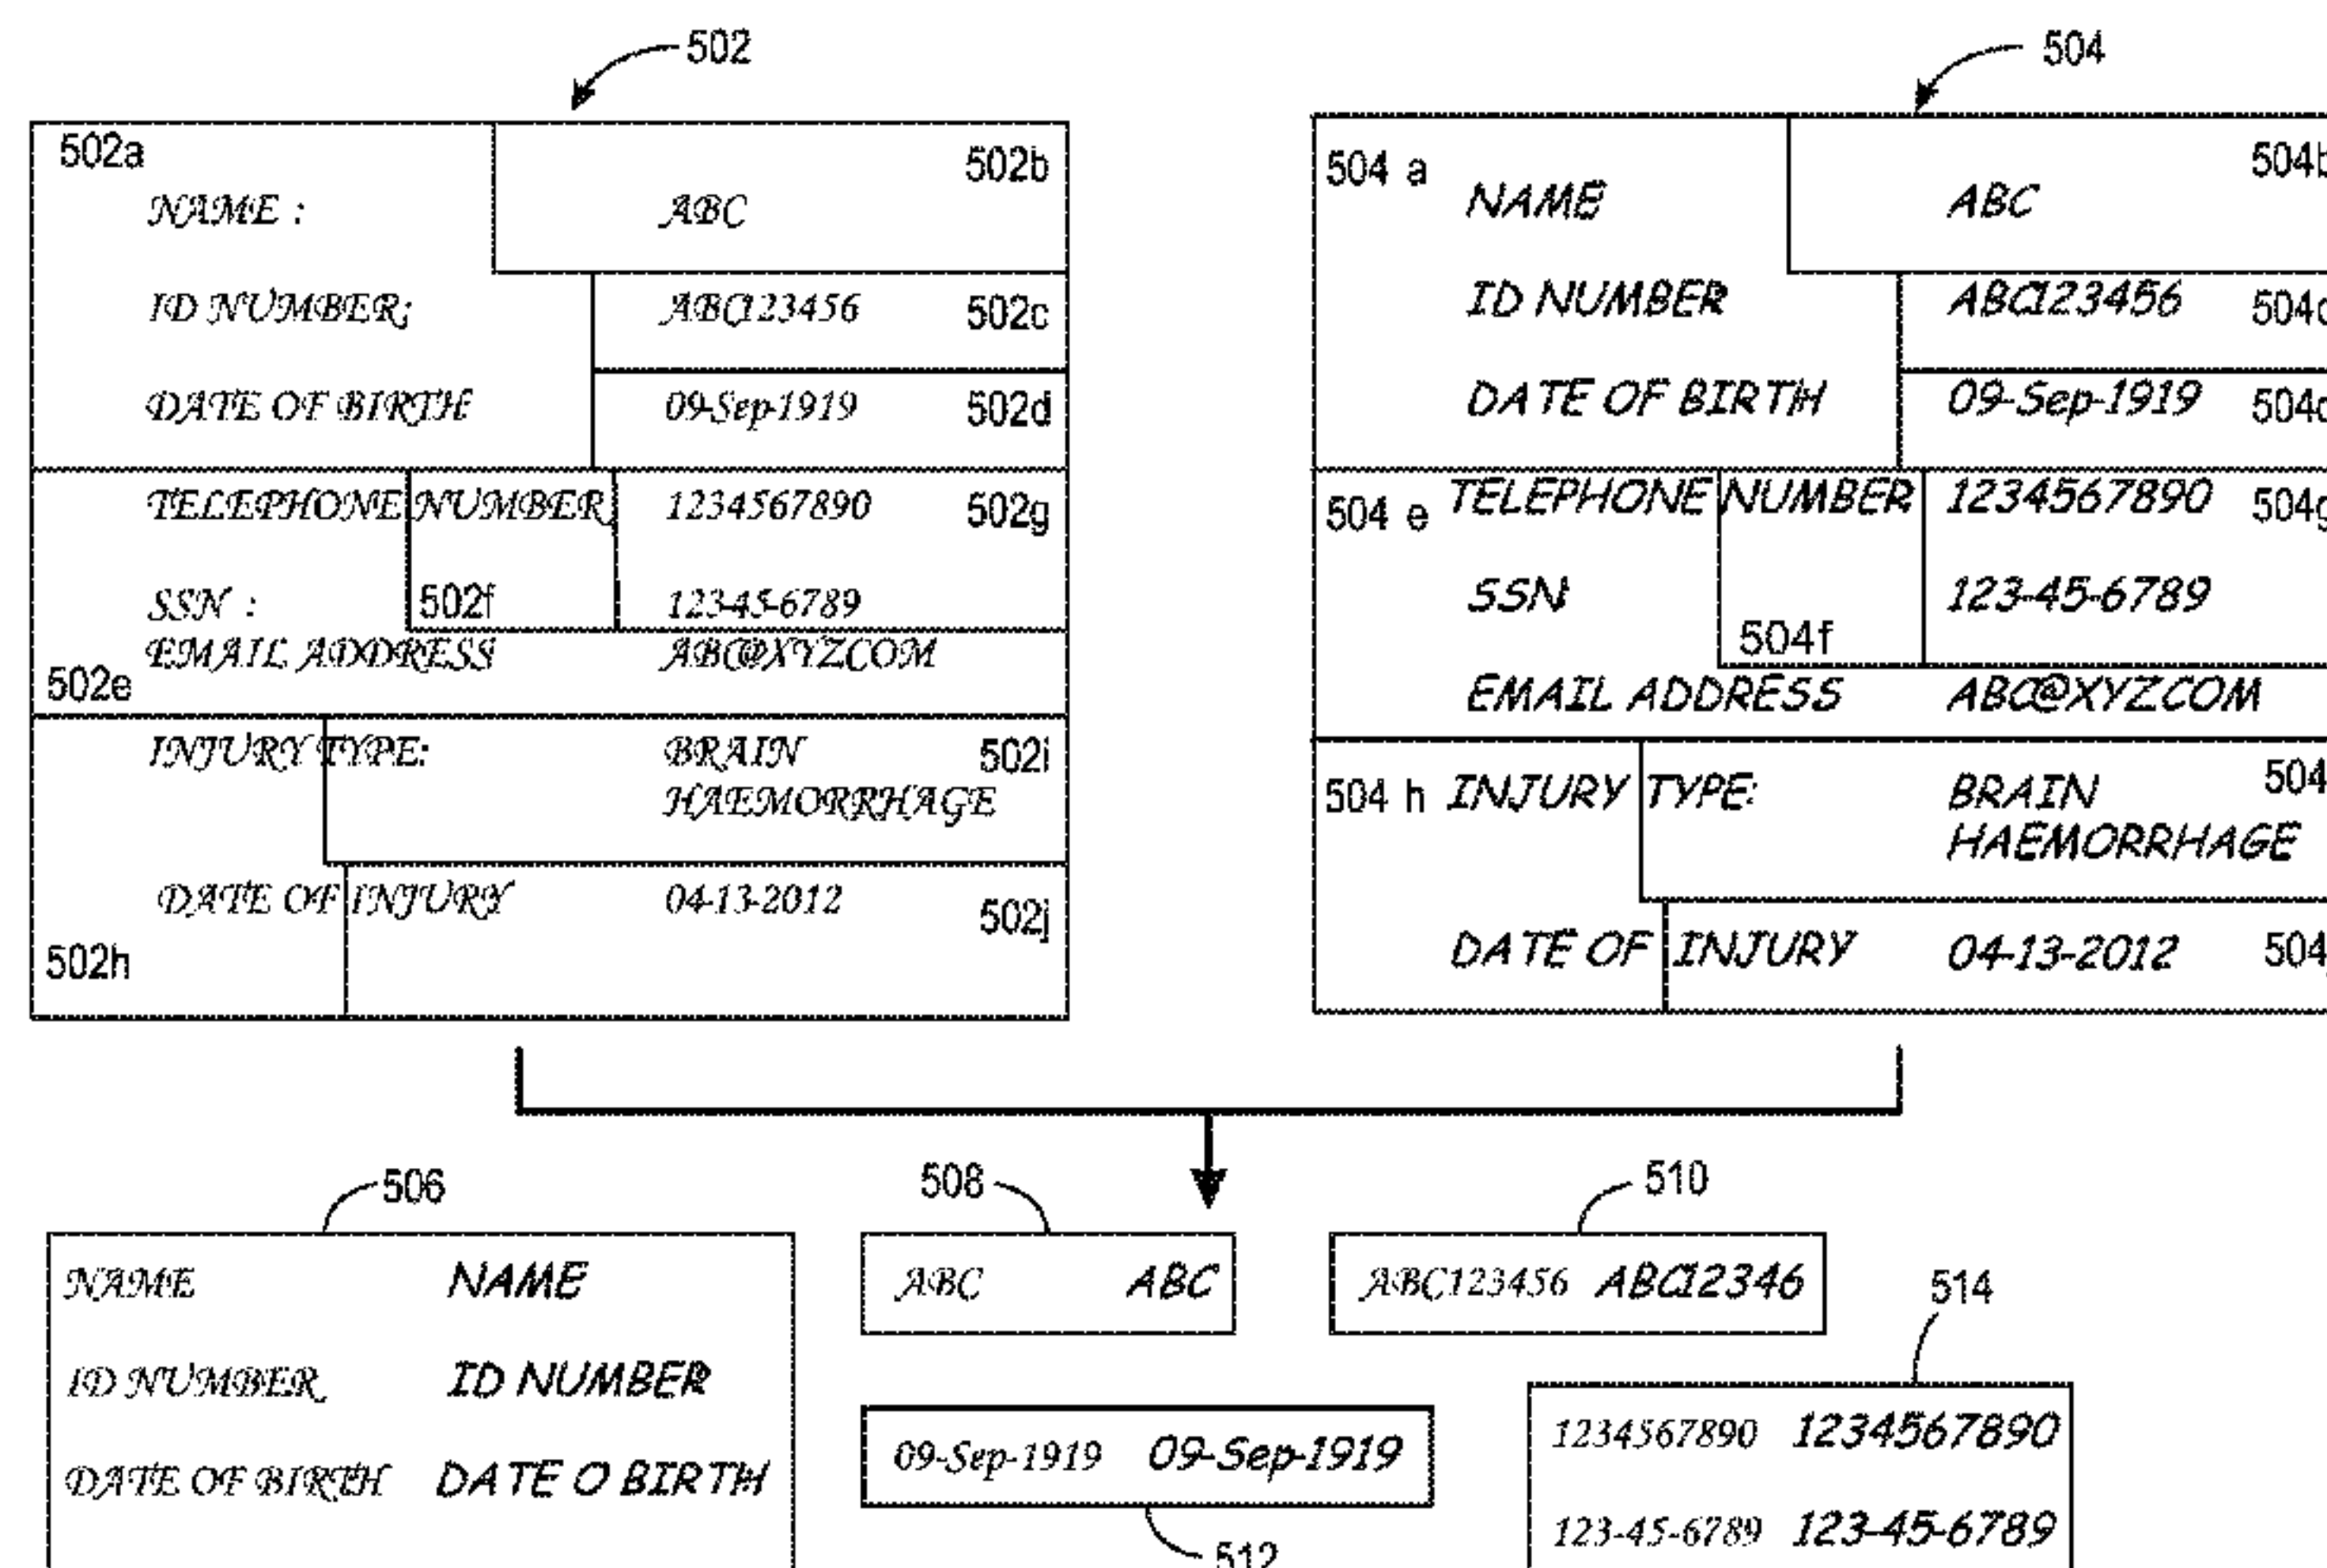 502
504
502a
502b
NAME :
ABC
ID NUMBER;
ABC123456
502c
DATE OF BIRTH
09-Sep-1919
502d
TELEPHONE NUMBER
1234567890
502g
SSN :
502f
123-45-6789
EMAIL ADDRESS
AB@XYZCOM
502e
INJURY TYPE:
BRAIN
502i
HAEMORRHAGE
DATE OF INJURY
04-13-2012
502j
502h
504 a
504b
NAME
ABC
ID NUMBER
ABC123456
504c
DATE OF BIRTH
09-Sep-1919
504d
504 e
TELEPHONE NUMBER
1234567890
504g
SSN
123-45-6789
504f
EMAIL ADDRESS
ABC@XYZCOM
504 h
INJURY TYPE:
BRAIN
504
HAEMORRHAGE
DATE OF INJURY
04-13-2012
504
506
NAME NAME
ID NUMBER ID NUMBER
DATE OF BIRTH DATE O BIRTH
508
ABC ABC
510
ABC123456 ABC12346
09-Sep-1919 09-Sep-1919
512
514
1234567890 1234567890
123-45-6789 123-45-6789